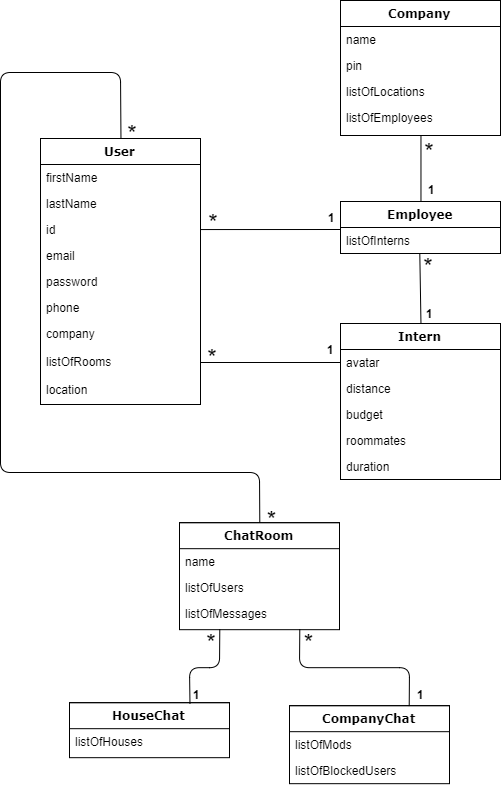 Company
name
pin
listOfLocations
listOfEmployees
*
*
1
User
firstName
lastName
id
email
password
phone
company
listOfRooms
location
*
1
Employee
listOfInterns
*
1
*
1
Intern
avatar
distance
budget
roommates
duration
*
ChatRoom
name
listOfUsers
listOfMessages
*
*
1
1
HouseChat
listOfHouses
CompanyChat
listOfMods
listOfBlockedUsers